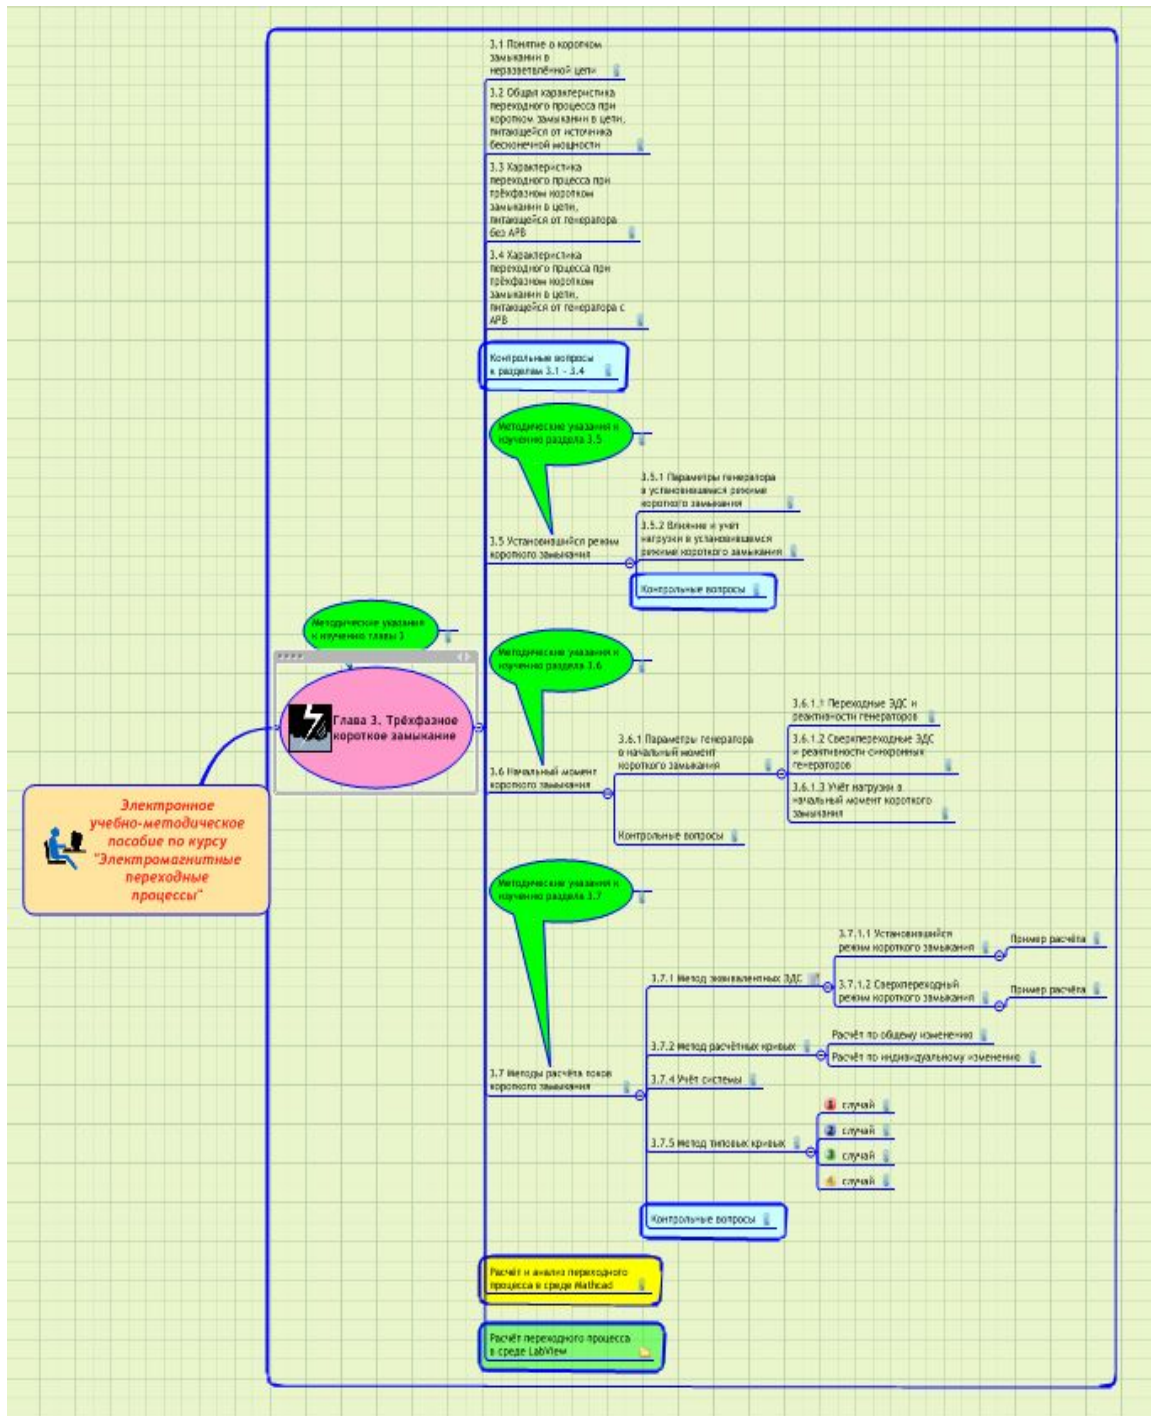 3.1 Понятие о коротком
замыкании в
неразветвлённой цепи
3.2 Общая характеристика
переходного процесса при
коротком замыкании в цепи,
питающейся от источника
бесконечной мощности
3.3 Характеристика
переходного прцесса при
трёхфазном коротком
замыкании в цепи,
питающейся от генератора
без АРВ
3.4 Характеристика
переходного прцесса при
трёхфазном коротком
замыкании в цепи,
питающейся от генератора с
АРВ
Контрольные вопросы
к разделам 3.1 - 3.4
Методические указания к
изучению раздела 3.5
3.5 Установившийся режим
короткого замыкания
3.5.1 Параметры генератора
в установившемся режиме
короткого замыкания
3.5.2 Влияние и учёт
нагрузки в установившемся
режиме короткого замыкания
Контрольные вопросы
Методические указания
к изучению главы 3
Глава 3. Трёхфазное
короткое замыкание
Электронное
учебно-методическое
пособие по курсу
"Электромагнитные
переходные
процессы"
Методические указания к
изучению раздела 3.6
3.6 Начальный момент
короткого замыкания
3.6.1 Параметры генератора
в начальный момент
короткого замыкания
3.6.1.1 Переходные ЭДС и
реактивности генераторов
3.6.1.2 Сверхпереходные ЭДС
и реактивности синхронных
генераторов
3.6.1.3 Учёт нагрузки в
начальный момент короткого
замыкания
Контрольные вопросы
Методические указания к
изучению раздела 3.7
3.7 Методы расчёта токов
короткого замыкания
3.7.1 Метод эквивалентных ЭДС
3.7.1.1 Установившийся
режим короткого замыкания
Пример расчёта
3.7.1.2 Сверхпереходный
режим короткого замыкания
Пример расчёта
3.7.2 Метод расчётных кривых
Расчёт по общему изменению
Расчёт по индивидуальному изменению
3.7.4 Учёт системы
3.7.5 Метод типовых кривых
1 случай
2 случай
3 случай
4 случай
Контрольные вопросы
Расчёт и анализ переходного
процесса в среде Mathcad
Расчёт переходного процесса
в среде LabView